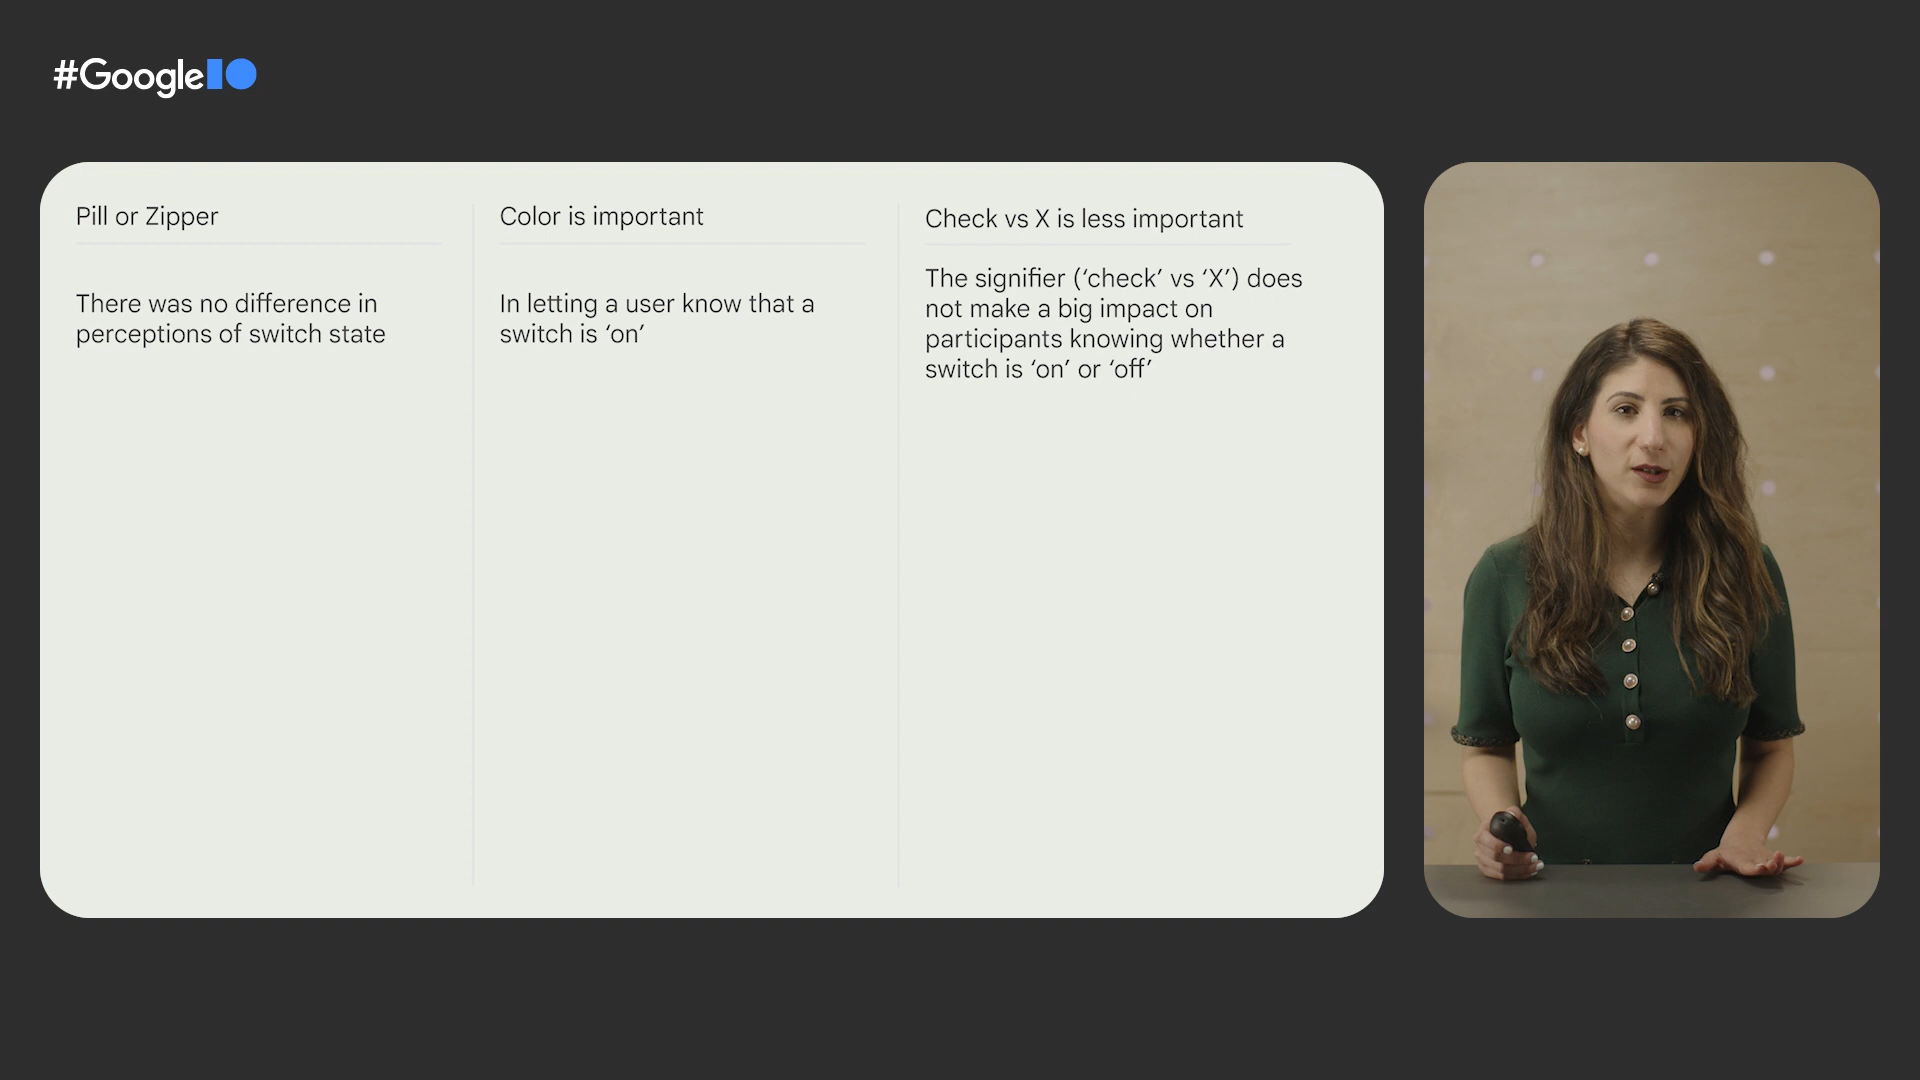 #GoogleIO
Pill or Zipper
There was no difference in
perceptions of switch state
Color is important
In letting a user know that a
switch is ‘on’
Check vs X is less important
The signifier (‘check’ vs ‘X’) does
not make a big impact on
participants knowing whether a
switch is ‘on’ or ‘off’